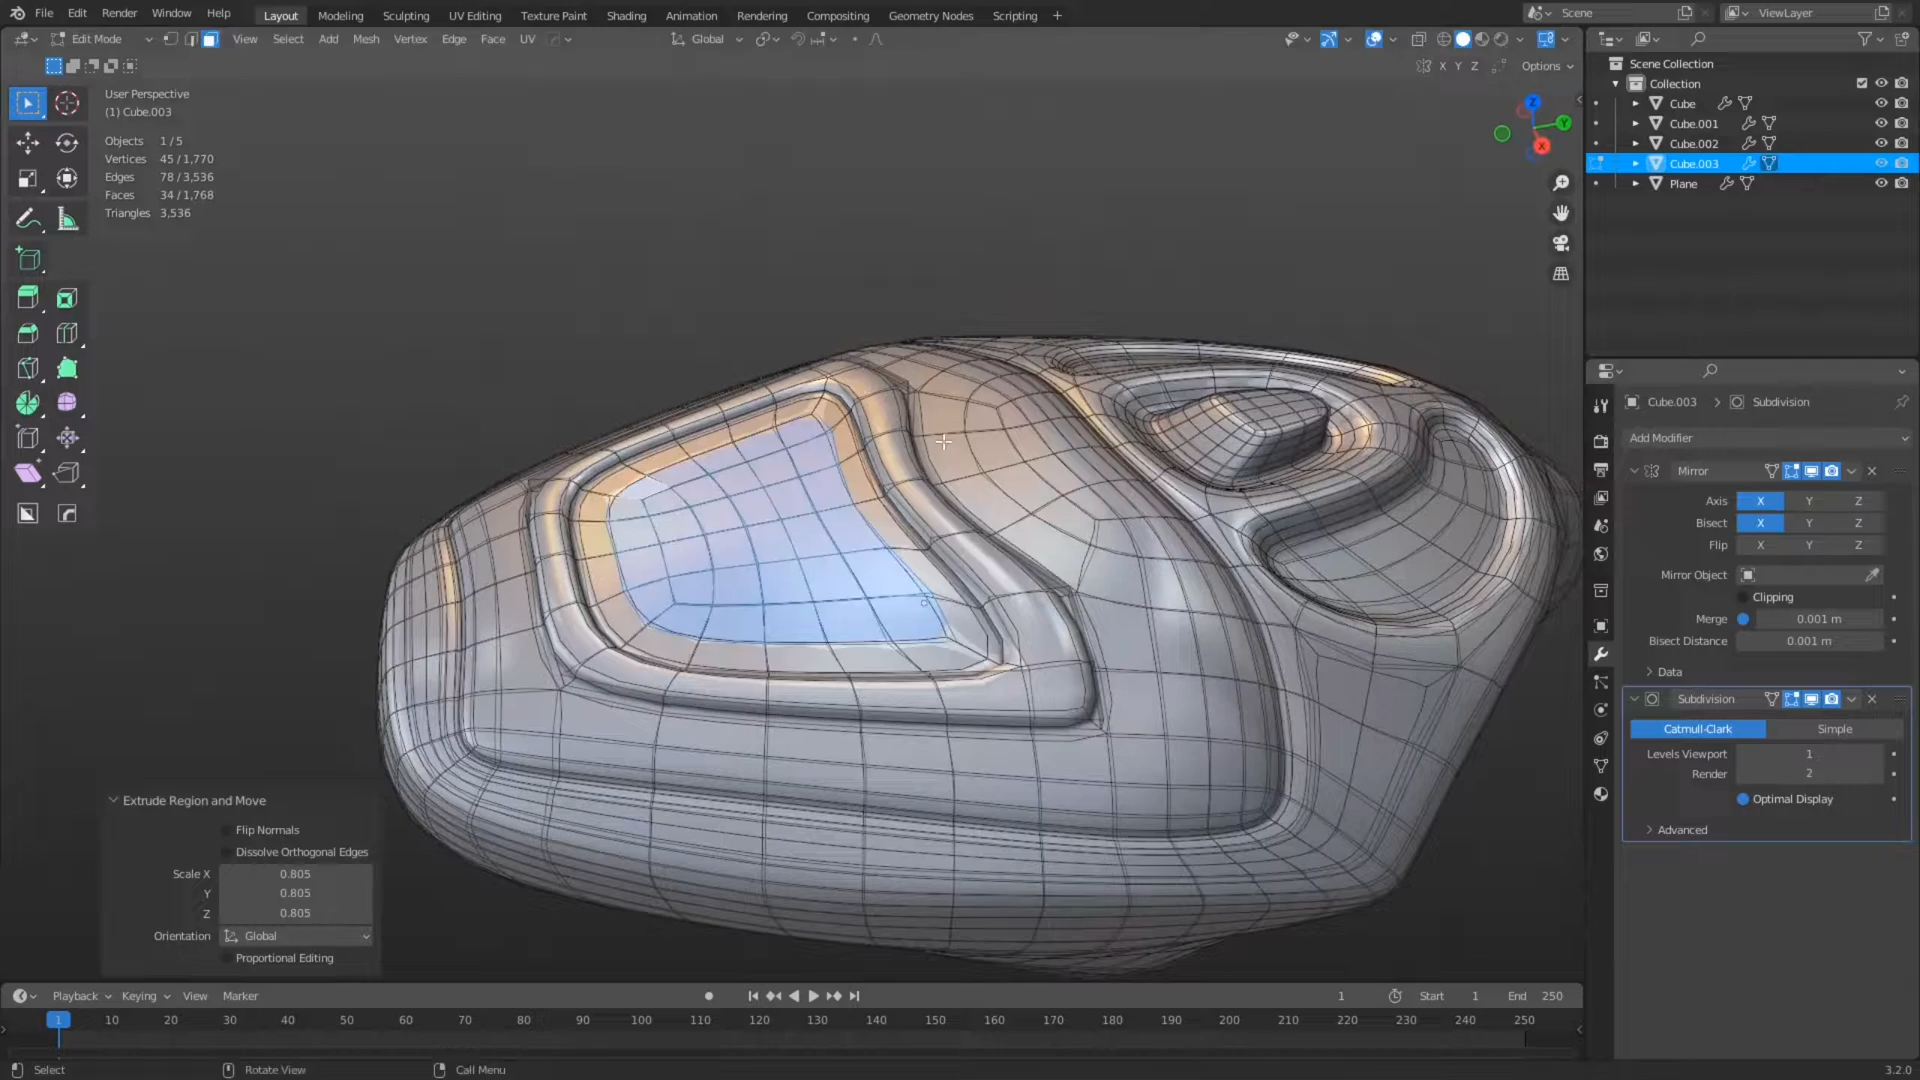 File Edit Render Window Help Layout Modeling Sculpting UV Editing Texture Paint Shading Animation Rendering Compositing Geometry Nodes Scripting + Scene ViewLayer
Edit Mode View Select Add Mesh Vertex Edge Face UV Global
X Y Z Options
User Perspective
(1) Cube.003
Objects 1 / 5
Vertices 45 / 1,770
Edges 78 / 3,536
Faces 34 / 1,768
Triangles 3,536
Z
Y
X
Scene Collection
Collection
Cube
Cube.001
Cube.002
Cube.003
Plane
Cube.003 > Subdivision
Add Modifier
Mirror
Axis X Y Z
Bisect X Y Z
Flip X Y Z
Mirror Object
Clipping
Merge 0.001 m
Bisect Distance 0.001 m
Data
Subdivision
Catmull-Clark Simple
Levels Viewport 1
Render 2
Optimal Display
Advanced
Extrude Region and Move
Flip Normals
Dissolve Orthogonal Edges
Scale X 0.805
Y 0.805
Z 0.805
Orientation Global
Proportional Editing
Playback Keying View Marker 1 Start 1 End 250
1 10 20 30 40 50 60 70 80 90 100 110 120 130 140 150 160 170 180 190 200 210 220 230 240 250
Select Rotate View Call Menu 3.2.0